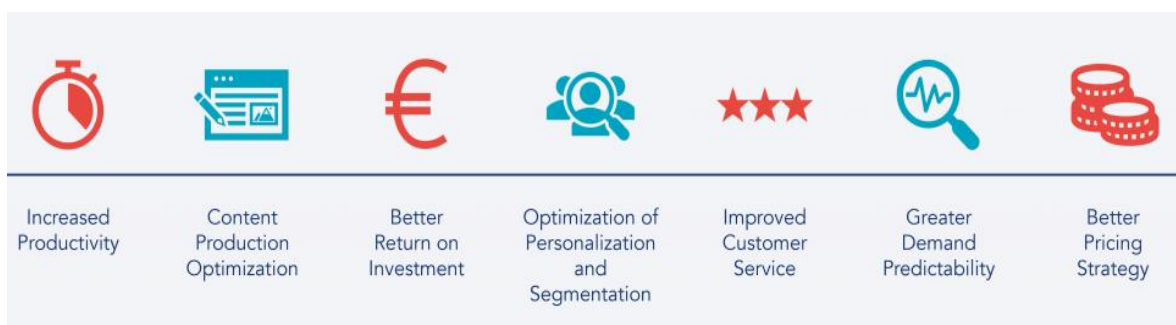 Increased
Productivity
Content
Production
Optimization
Better
Return on
Investment
Optimization of
Personalization
and
Segmentation
Improved
Customer
Service
Greater
Demand
Predictability
Better
Pricing
Strategy